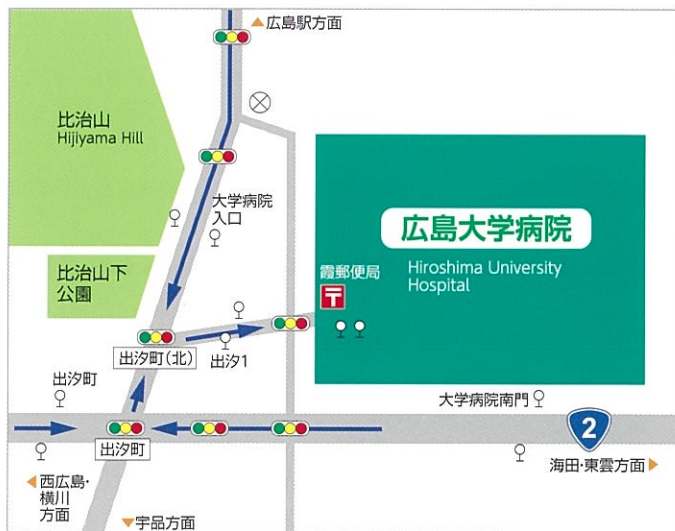 広島駅方面
比治山
Hijiyama Hill
大学病院
入口
広島大学病院
Hiroshima University
Hospital
霞郵便局
比治山下
公園
出汐町(北)
出汐1
出汐町
大学病院南門
出汐町
2
海田・東雲方面
西広島・
横川
方面
宇品方面